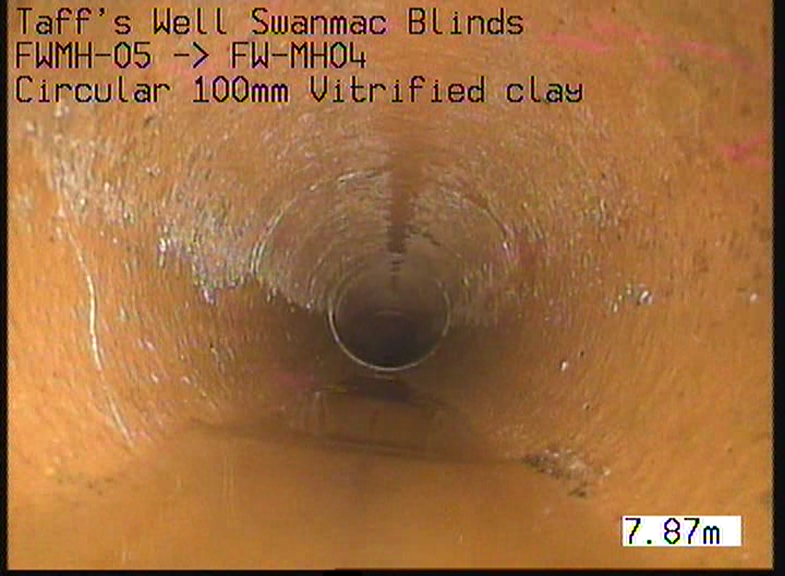 Taff's Well Swanmac Blinds
FWMH-05 -> FW-MH04
Circular 100mm Vitrified clay
7.87m